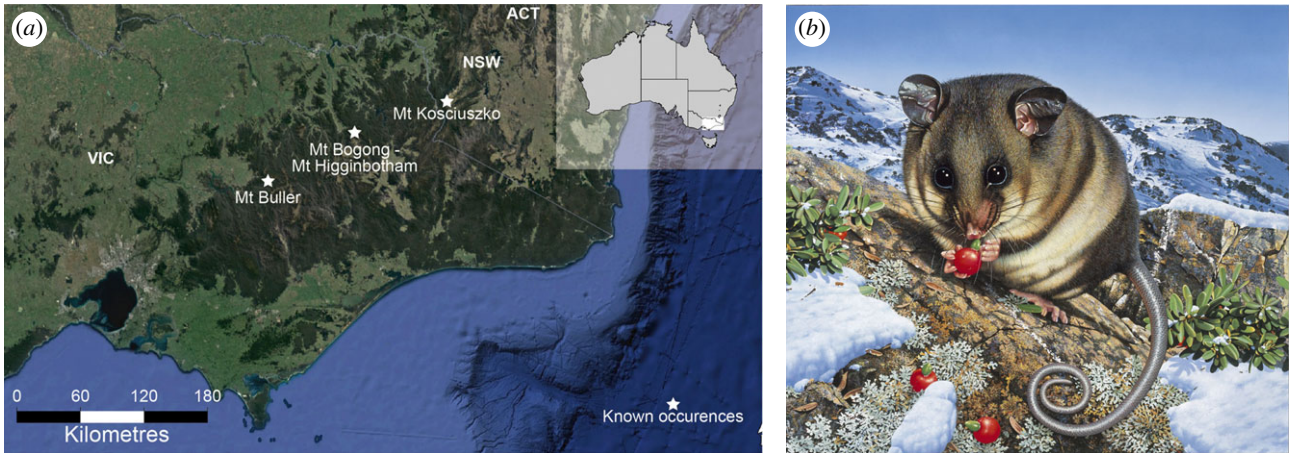 (a)
ACT
NSW
Mt Kosciuszko
Mt Bogong -
Mt Higginbotham
VIC
Mt Buller
0 60 120 180
Kilometres
Known occurences
(b)